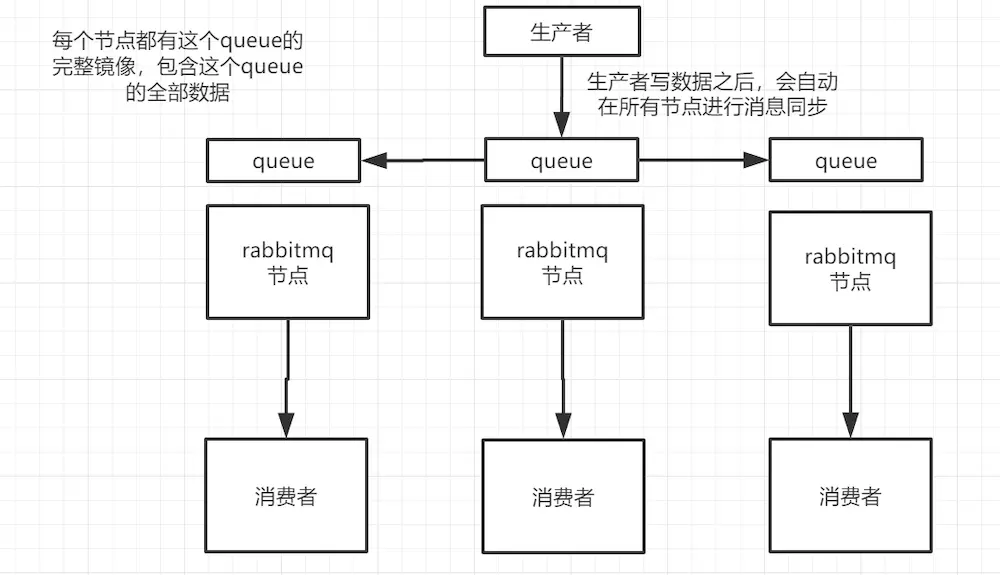 生产者
每个节点都有这个queue的
完整镜像，包含这个queue
的全部数据
生产者写数据之后，会自动
在所有节点进行消息同步
queue
queue
queue
rabbitmq
节点
rabbitmq
节点
rabbitmq
节点
消费者
消费者
消费者